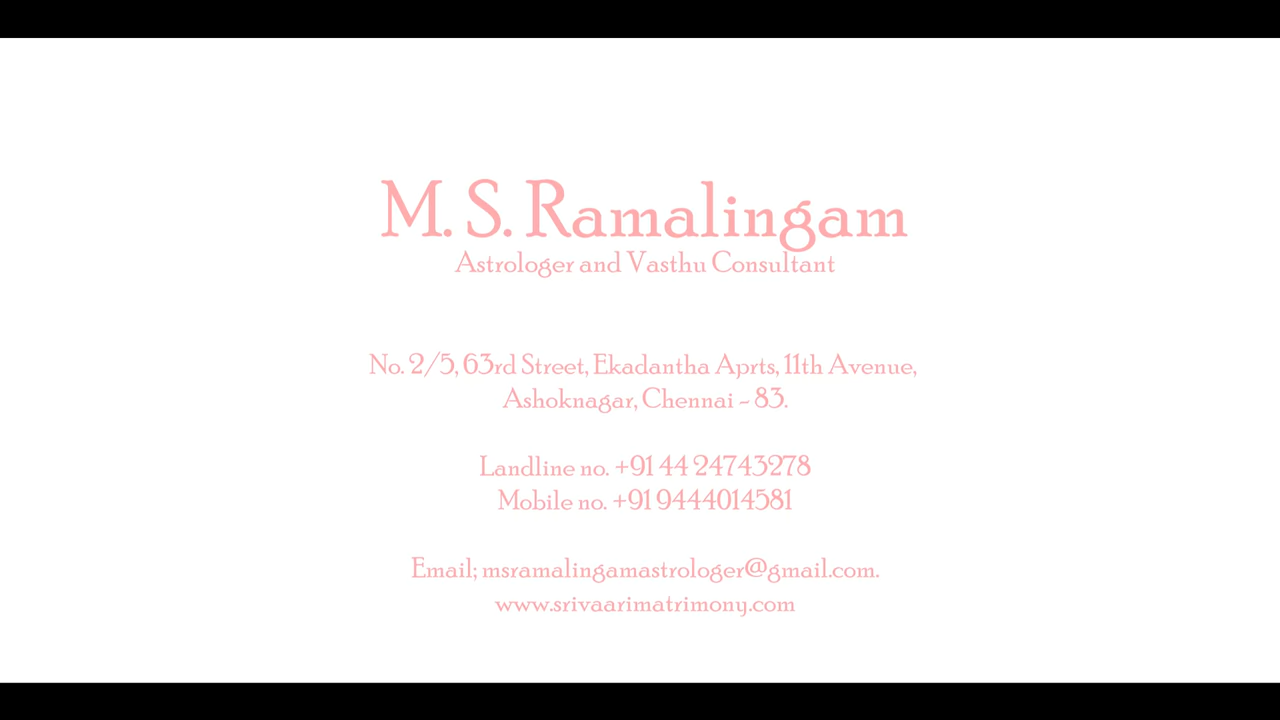 M. S. Ramalingam
Astrologer and Vasthu Consultant
No. 2/5, 63rd Street, Ekadantha Aprts, 11th Avenue,
Ashoknagar, Chennai - 83.
Landline no. +91 44 24743278
Mobile no. +91 9444014581
Email; msramalingamastrologer@gmail.com.
www.srivaarimatrimony.com